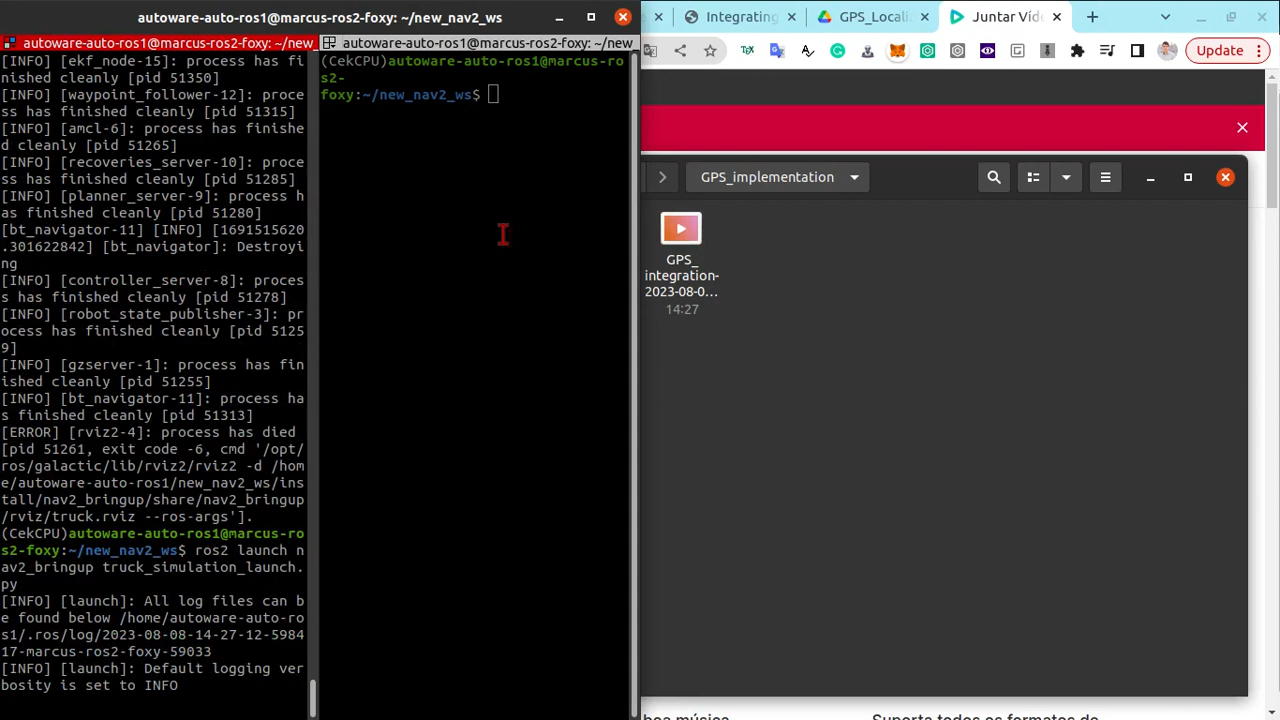 autoware-auto-ros1@marcus-ros2-foxy: ~/new_nav2_ws
autoware-auto-ros1@marcus-ros2-foxy: ~/new
autoware-auto-ros1@marcus-ros2-foxy: ~/new
[INFO] [ekf_node-15]: process has fi
nished cleanly [pid 51350]
[INFO] [waypoint_follower-12]: proce
ss has finished cleanly [pid 51315]
[INFO] [amcl-6]: process has finishe
d cleanly [pid 51265]
[INFO] [recoveries_server-10]: proce
ss has finished cleanly [pid 51285]
[INFO] [planner_server-9]: process h
as finished cleanly [pid 51280]
[bt_navigator-11] [INFO] [1691515620
.301622842] [bt_navigator]: Destroyi
ng
[INFO] [controller_server-8]: proces
s has finished cleanly [pid 51278]
[INFO] [robot_state_publisher-3]: pr
ocess has finished cleanly [pid 5125
9]
[INFO] [gzserver-1]: process has fin
ished cleanly [pid 51255]
[INFO] [bt_navigator-11]: process ha
s finished cleanly [pid 51313]
[ERROR] [rviz2-4]: process has died
[pid 51261, exit code -6, cmd '/opt/
ros/galactic/lib/rviz2/rviz2 -d /hom
e/autoware-auto-ros1/new_nav2_ws/ins
tall/nav2_bringup/share/nav2_bringup
/rviz/truck.rviz --ros-args'].
(CekCPU)autoware-auto-ros1@marcus-ro
s2-foxy:~/new_nav2_ws$ ros2 launch n
av2_bringup truck_simulation_launch.
py
[INFO] [launch]: All log files can b
e found below /home/autoware-auto-ro
s1/.ros/log/2023-08-08-14-27-12-5984
17-marcus-ros2-foxy-59033
[INFO] [launch]: Default logging ver
bosity is set to INFO
(CekCPU)autoware-auto-ros1@marcus-ro
s2-
foxy:~/new_nav2_ws$
Integrating
GPS_Locali
Juntar Víde
Update
GPS_implementation
GPS_
integration-
2023-08-0…
14:27
boa música
Suporta todos os formatos de